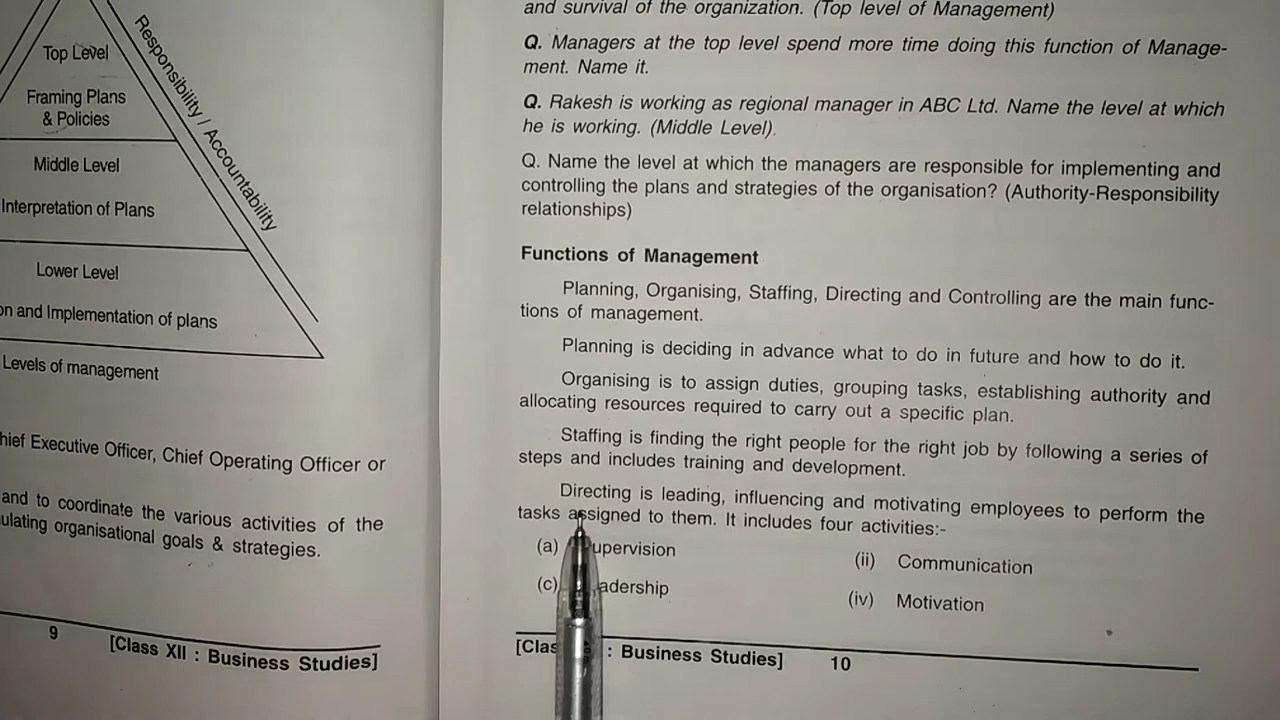 Top Level
Framing Plans
& Policies
Middle Level
Interpretation of Plans
Lower Level
and Implementation of plans
Responsibility / Accountability
Levels of management
Executive Officer, Chief Operating Officer or
and to coordinate the various activities of the
organisational goals & strategies.
9 [Class XII : Business Studies]
and survival of the organization. (Top level of Management)
Q. Managers at the top level spend more time doing this function of Manage-
ment. Name it.
Q. Rakesh is working as regional manager in ABC Ltd. Name the level at which
he is working. (Middle Level).
Q. Name the level at which the managers are responsible for implementing and
controlling the plans and strategies of the organisation? (Authority-Responsibility
relationships)
Functions of Management
Planning, Organising, Staffing, Directing and Controlling are the main func-
tions of management.
Planning is deciding in advance what to do in future and how to do it.
Organising is to assign duties, grouping tasks, establishing authority and
allocating resources required to carry out a specific plan.
Staffing is finding the right people for the right job by following a series of
steps and includes training and development.
Directing is leading, influencing and motivating employees to perform the
tasks assigned to them. It includes four activities:-
(a) (ii) Communication
(c) (iv) Motivation
: Business Studies] 10